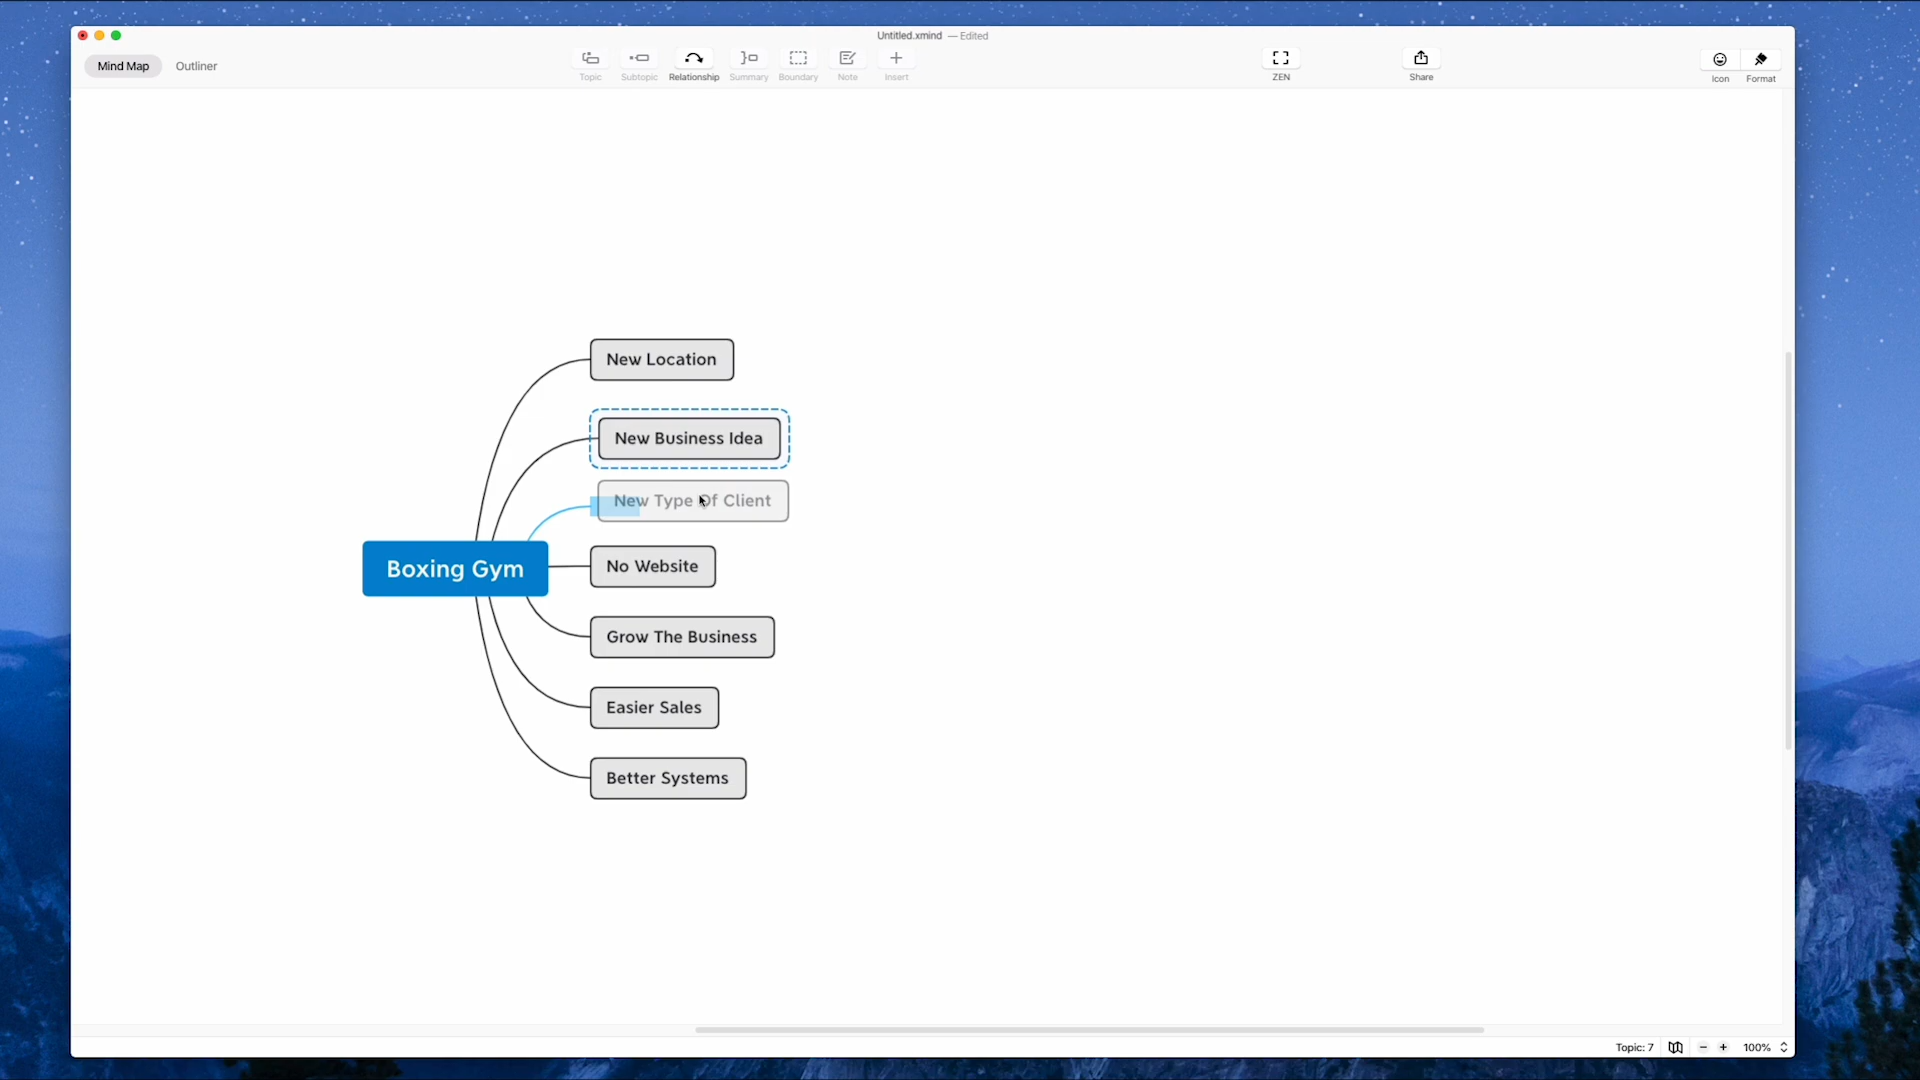 Untitled.xmind — Edited
Mind Map
Outliner
Topic
Subtopic
Relationship
Summary
Boundary
Note
Insert
ZEN
Share
Icon
Format
New Location
New Business Idea
New Type Of Client
Boxing Gym
No Website
Grow The Business
Easier Sales
Better Systems
Topic: 7
100%